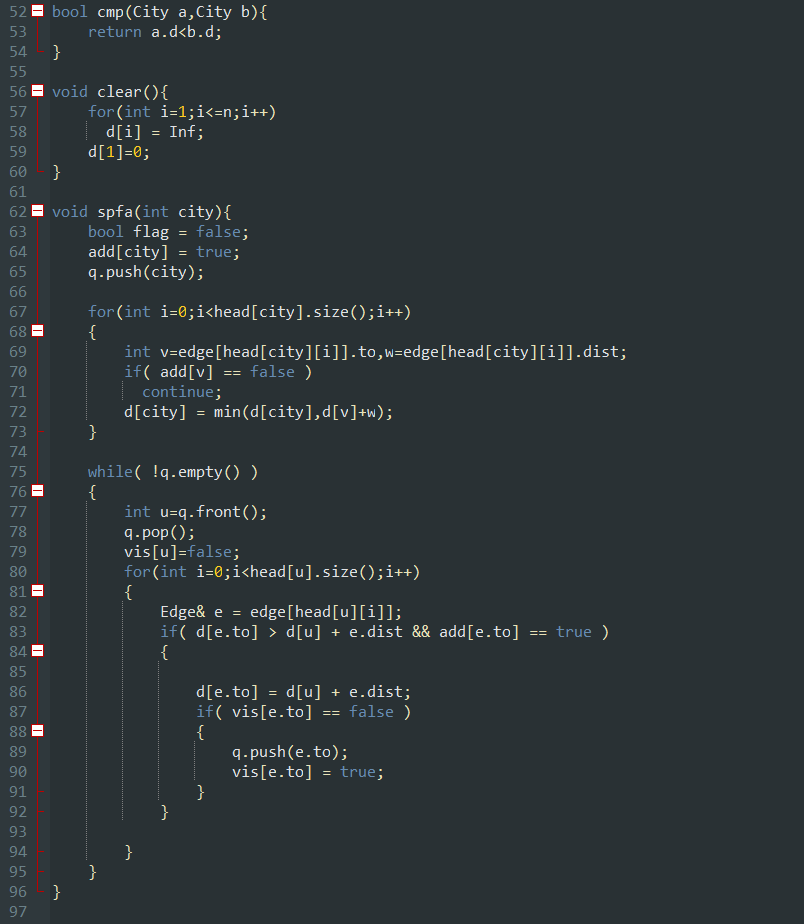 52 bool cmp(City a,City b){
53     return a.d<b.d;
54 }
55
56 void clear(){
57     for(int i=1;i<=n;i++)
58       d[i] = Inf;
59     d[1]=0;
60 }
61
62 void spfa(int city){
63     bool flag = false;
64     add[city] = true;
65     q.push(city);
66
67     for(int i=0;i<head[city].size();i++)
68     {
69         int v=edge[head[city][i]].to,w=edge[head[city][i]].dist;
70         if( add[v] == false )
71           continue;
72         d[city] = min(d[city],d[v]+w);
73     }
74
75     while( !q.empty() )
76     {
77         int u=q.front();
78         q.pop();
79         vis[u]=false;
80         for(int i=0;i<head[u].size();i++)
81         {
82             Edge& e = edge[head[u][i]];
83             if( d[e.to] > d[u] + e.dist && add[e.to] == true )
84             {
85
86                 d[e.to] = d[u] + e.dist;
87                 if( vis[e.to] == false )
88                 {
89                     q.push(e.to);
90                     vis[e.to] = true;
91                 }
92             }
93
94         }
95     }
96 }
97